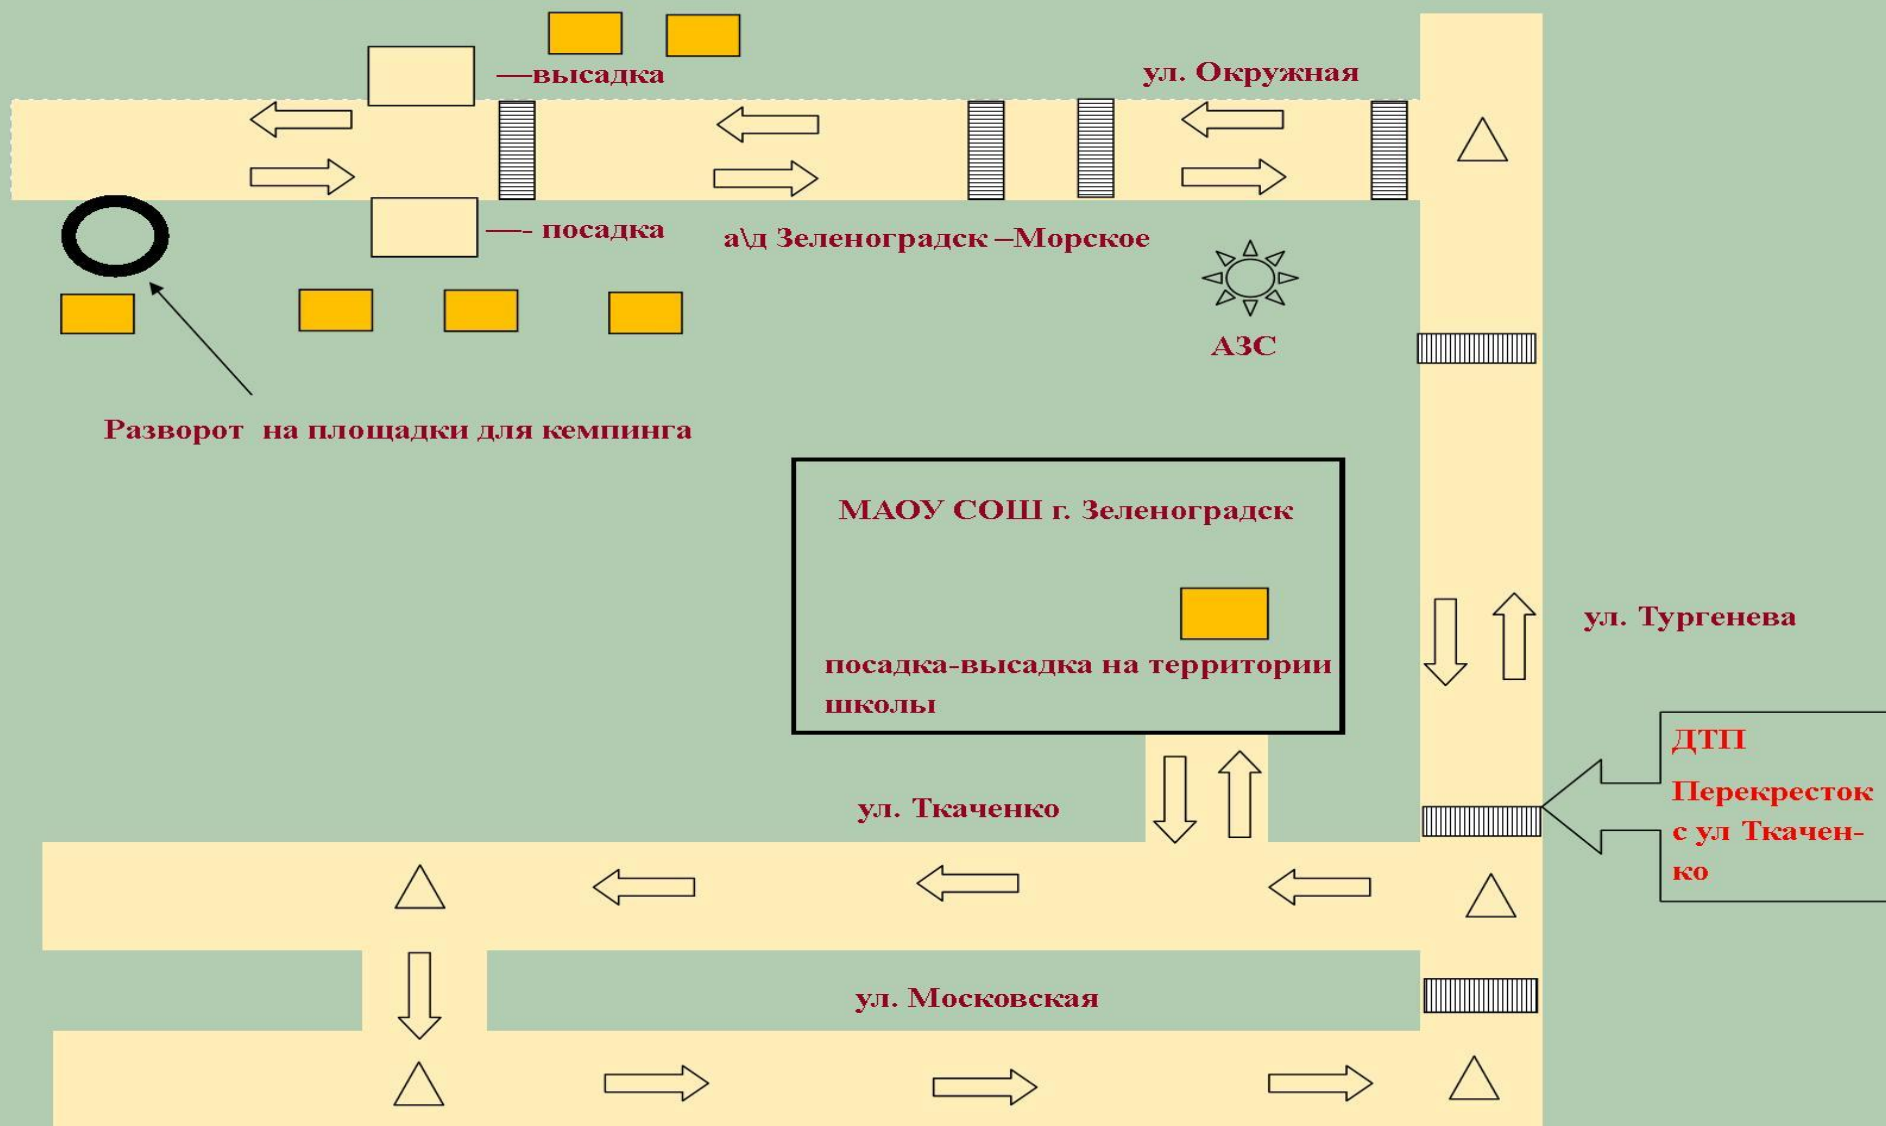 —высадка
ул. Окружная
—- посадка
а\д Зеленоградск –Морское
АЗС
Разворот на площадки для кемпинга
МАОУ СОШ г. Зеленоградск
посадка-высадка на территории
школы
ул. Тургенева
ДТП
Перекресток
с ул Ткачен-
ко
ул. Ткаченко
ул. Московская